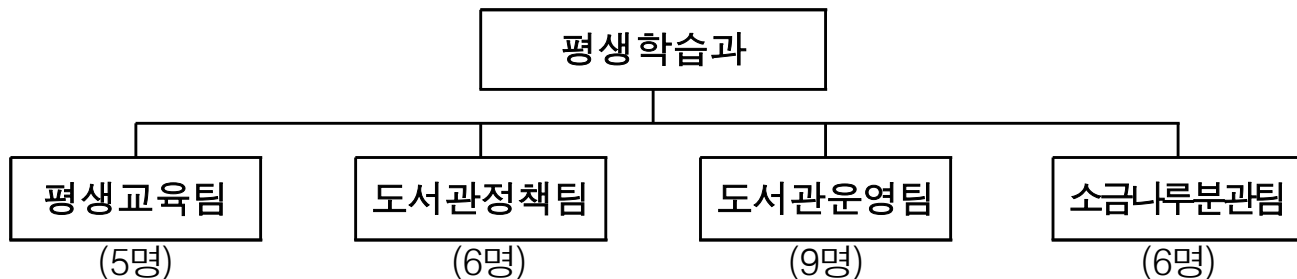 평생학습과
평생교육팀 도서관정책팀 도서관운영팀 소금나루분관팀
(5명) (6명) (9명) (6명)